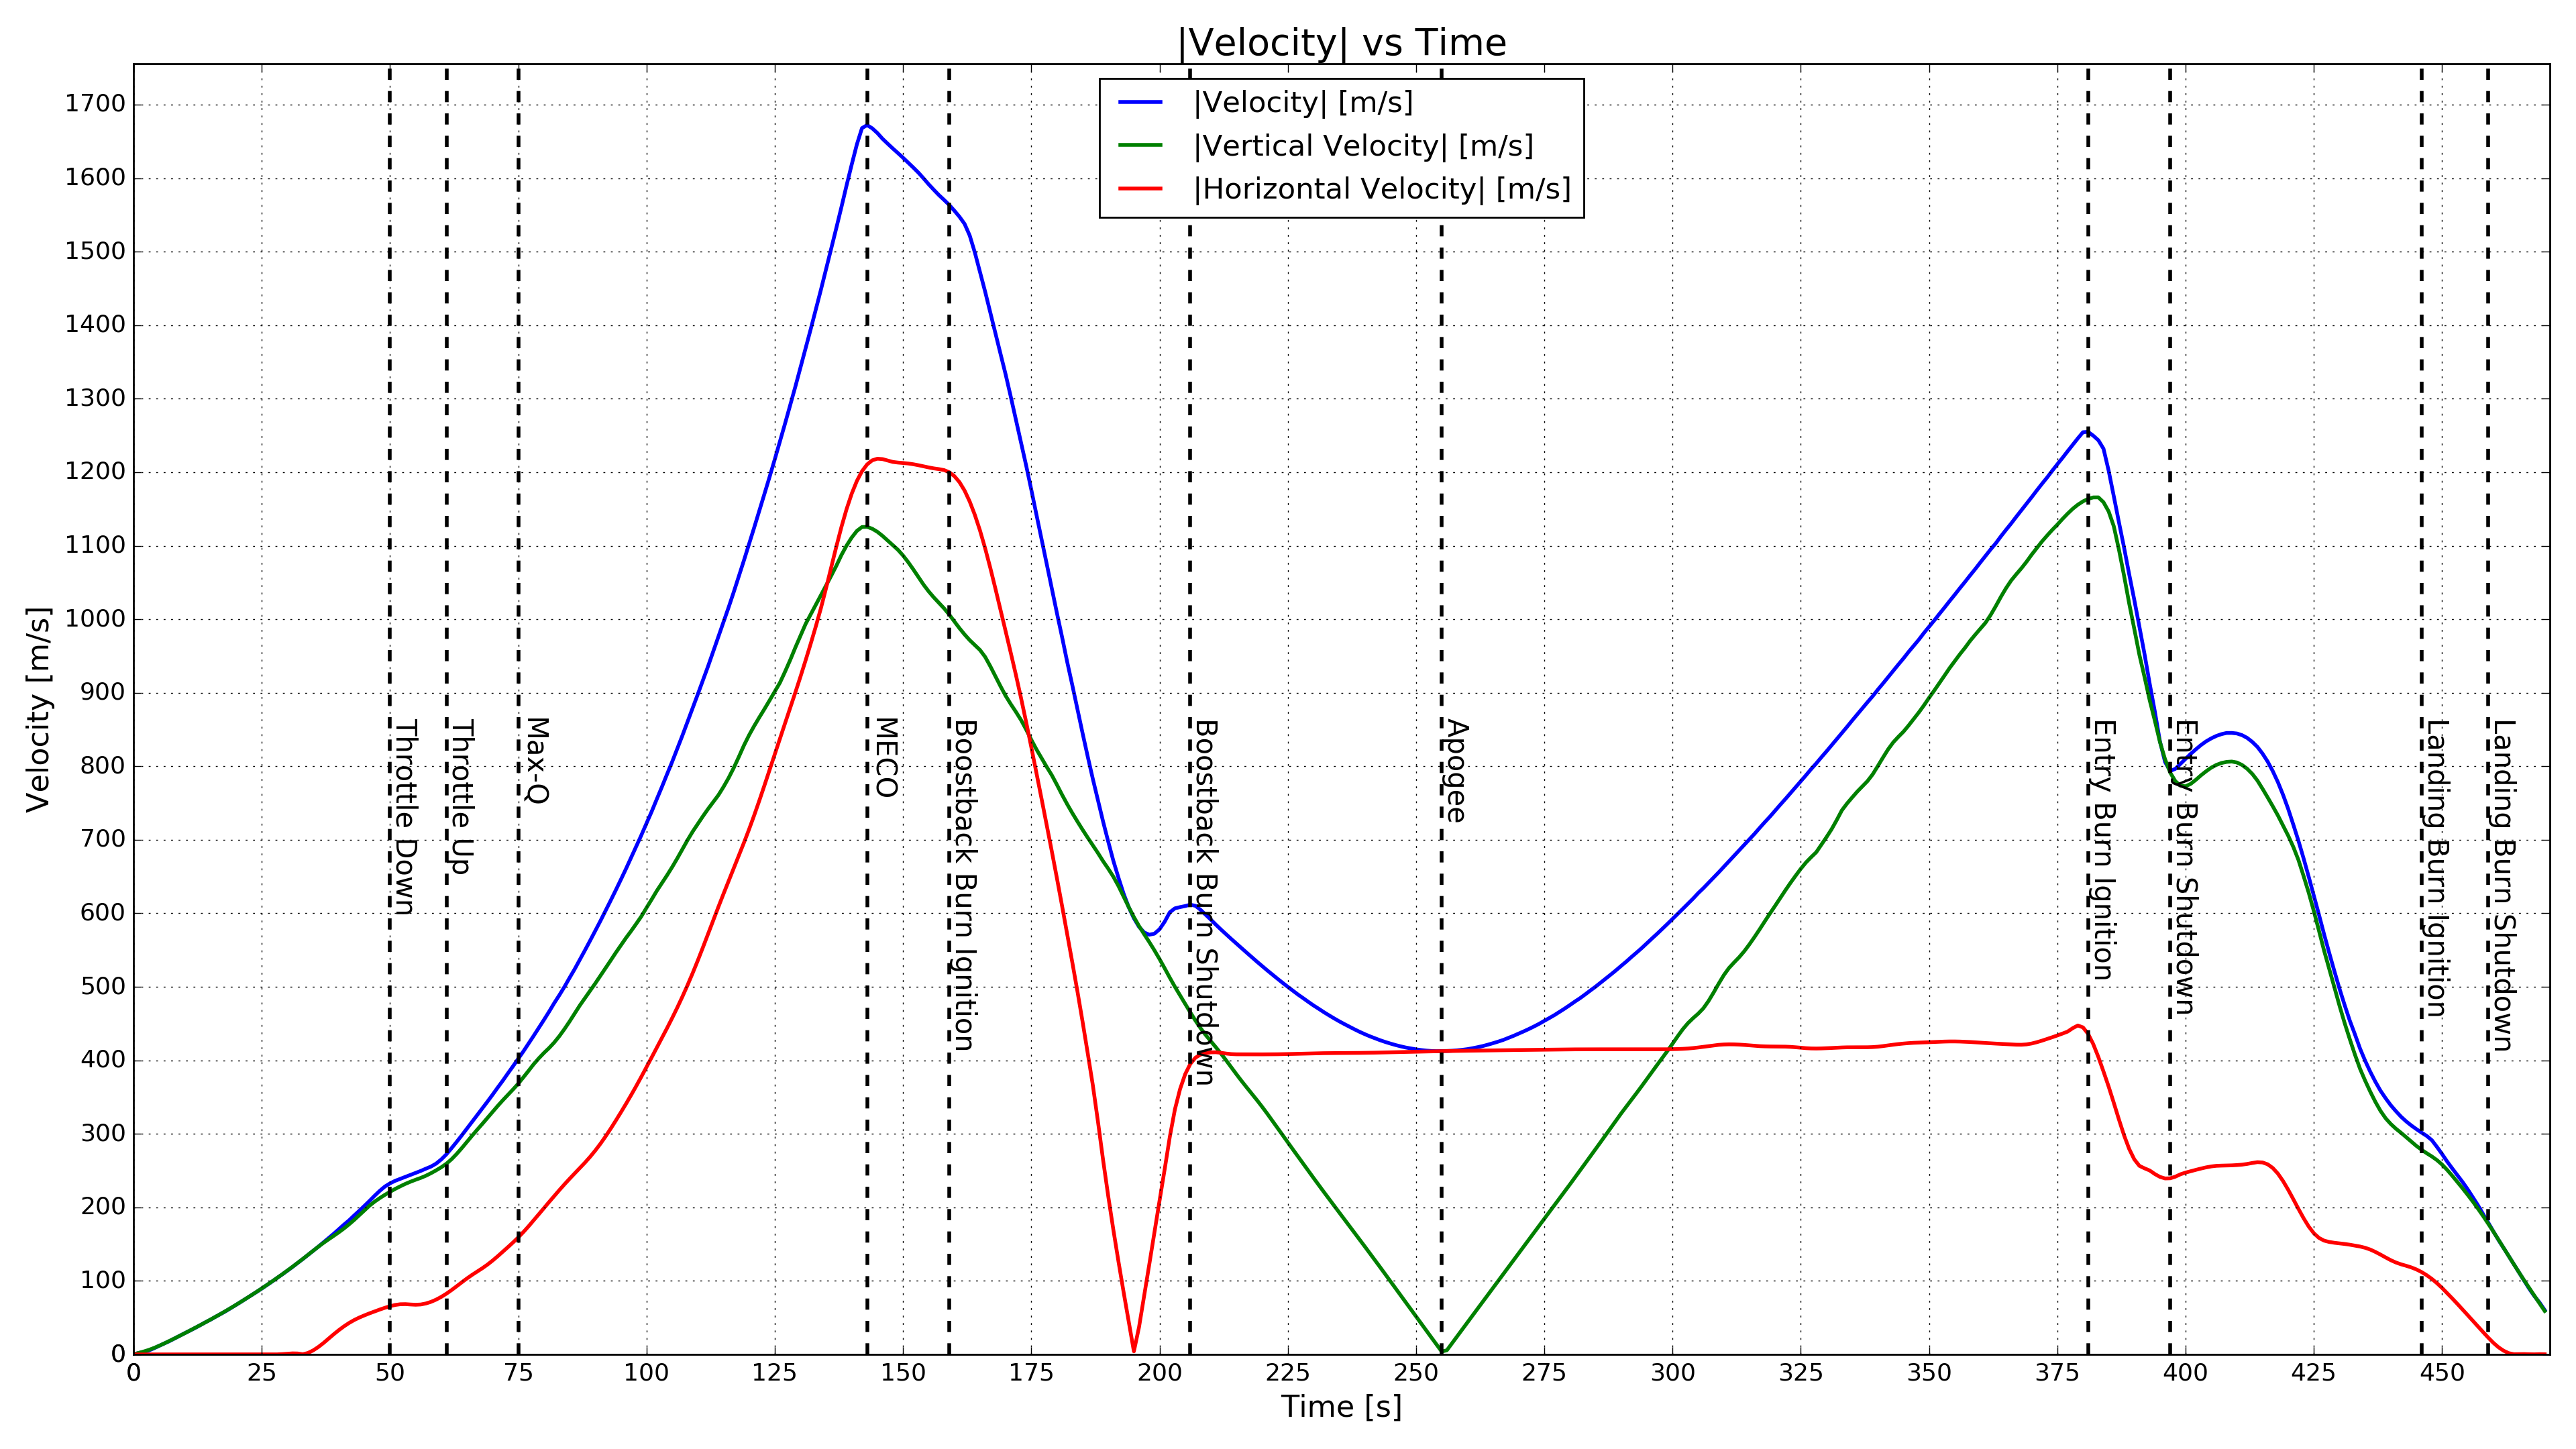 |Velocity| vs Time
|Velocity| [m/s]
|Vertical Velocity| [m/s]
|Horizontal Velocity| [m/s]
Velocity [m/s]
1700
1600
1500
1400
1300
1200
1100
1000
900
800
700
600
500
400
300
200
100
0
Throttle Down
Throttle Up
Max-Q
MECO
Boostback Burn Ignition
Boostback Burn Shutdown
Apogee
Entry Burn Ignition
Entry Burn Shutdown
Landing Burn Ignition
Landing Burn Shutdown
0 25 50 75 100 125 150 175 200 225 250 275 300 325 350 375 400 425 450
Time [s]